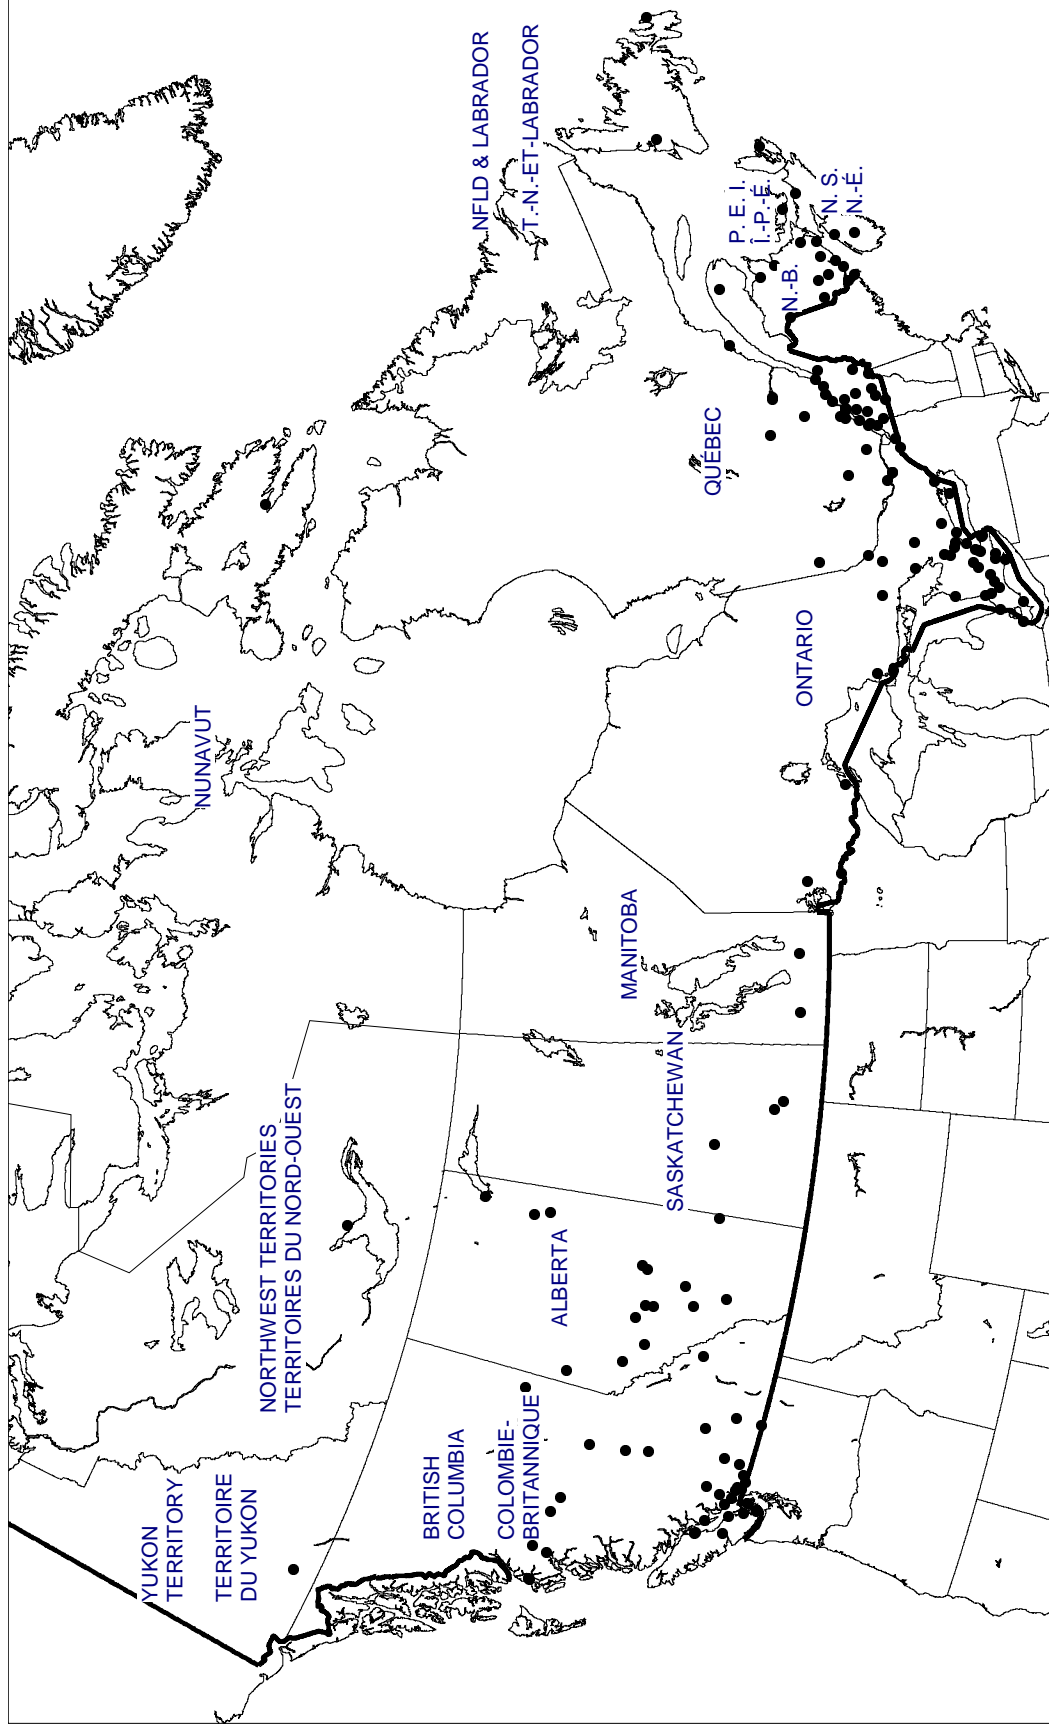 YUKON
TERRITORY
TERRITOIRE
DU YUKON
NORTHWEST TERRITORIES
TERRITOIRES DU NORD-OUEST
NUNAVUT
BRITISH
COLUMBIA
COLOMBIE-
BRITANNIQUE
ALBERTA
SASKATCHEWAN
MANITOBA
ONTARIO
QUÉBEC
NFLD & LABRADOR
T.-N.-ET-LABRADOR
P. E. I.
Î.-P.-É.
N.-B.
N. S.
N.-É.